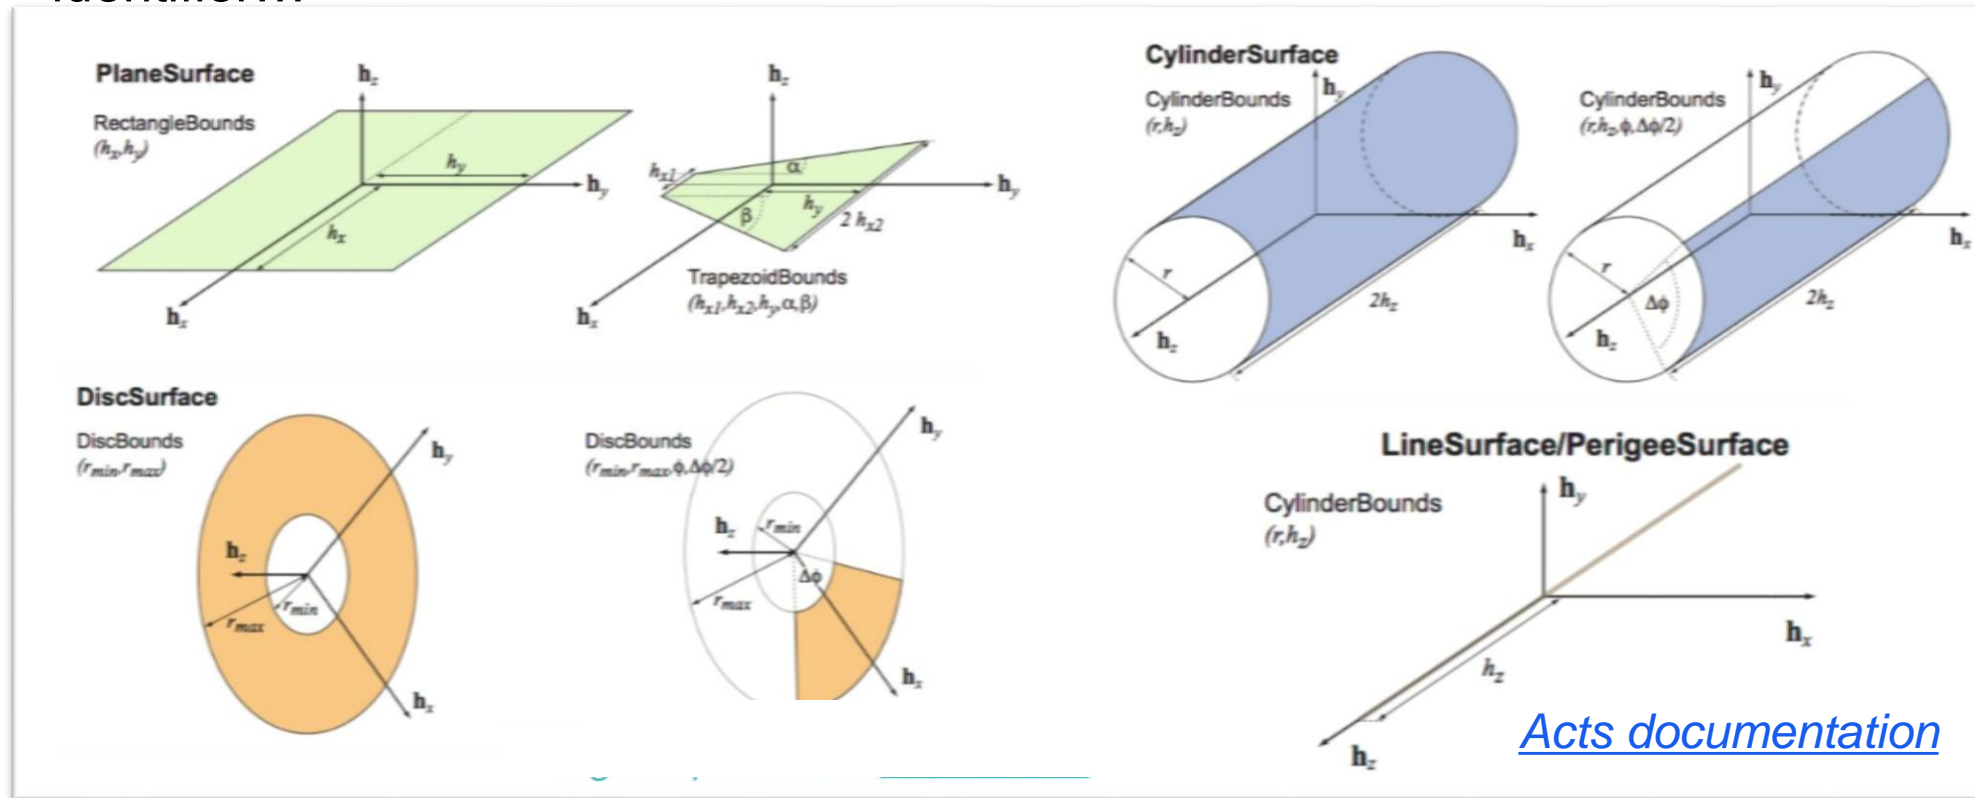 PlaneSurface
RectangleBounds
(hx,hy)
hz
hy
hy
hx
hx
hz
hx1
α
hy
β
hy
2 hx2
TrapezoidBounds
(hx1,hx2,hy,α,β)
hx
CylinderSurface
CylinderBounds
(r,hz)
hy
r
hx
2hz
hz
CylinderBounds
(r,hz,ϕ,Δϕ/2)
hy
r
Δϕ
hx
2hz
hz
DiscSurface
DiscBounds
(rmin,rmax)
hy
hz
rmin
rmax
hx
DiscBounds
(rmin,rmax,ϕ,Δϕ/2)
hy
hz
rmin
Δϕ
rmax
hx
LineSurface/PerigeeSurface
CylinderBounds
(r,hz)
hy
hx
hz
hz
Acts documentation